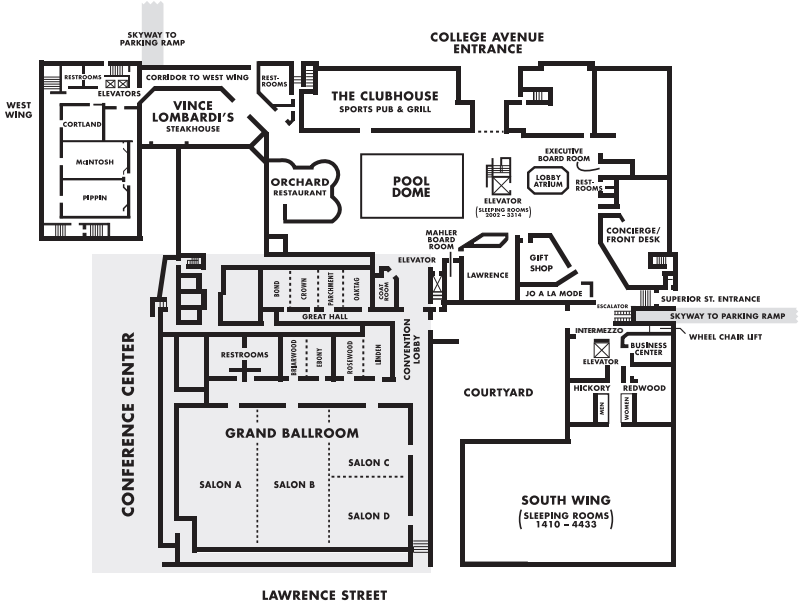 SKYWAY TO
PARKING RAMP
COLLEGE AVENUE
ENTRANCE
RESTROOMS
ELEVATORS
CORRIDOR TO WEST WING
REST-
ROOMS
WEST
WING
VINCE
LOMBARDI'S
STEAKHOUSE
THE CLUBHOUSE
SPORTS PUB & GRILL
CORTLAND
McINTOSH
PIPPIN
ORCHARD
RESTAURANT
POOL
DOME
EXECUTIVE
BOARD ROOM
LOBBY
ATRIUM
REST-
ROOMS
ELEVATOR
(SLEEPING ROOMS)
2002 – 3314
CONCIERGE/
FRONT DESK
MAHLER
BOARD
ROOM
ELEVATOR
LAWRENCE
GIFT
SHOP
JO A LA MODE
BOND
CROWN
PARCHMENT
OAKTAG
COAT
ROOM
GREAT HALL
ESCALATOR
SUPERIOR ST. ENTRANCE
SKYWAY TO PARKING RAMP
WHEEL CHAIR LIFT
INTERMEZZO
ELEVATOR
BUSINESS
CENTER
RESTROOMS
BRIARWOOD
EBONY
ROSEWOOD
LINDEN
CONVENTION
LOBBY
CONFERENCE CENTER
COURTYARD
HICKORY
REDWOOD
MEN
WOMEN
GRAND BALLROOM
SALON A
SALON B
SALON C
SALON D
SOUTH WING
(SLEEPING ROOMS)
1410 – 4433
LAWRENCE STREET